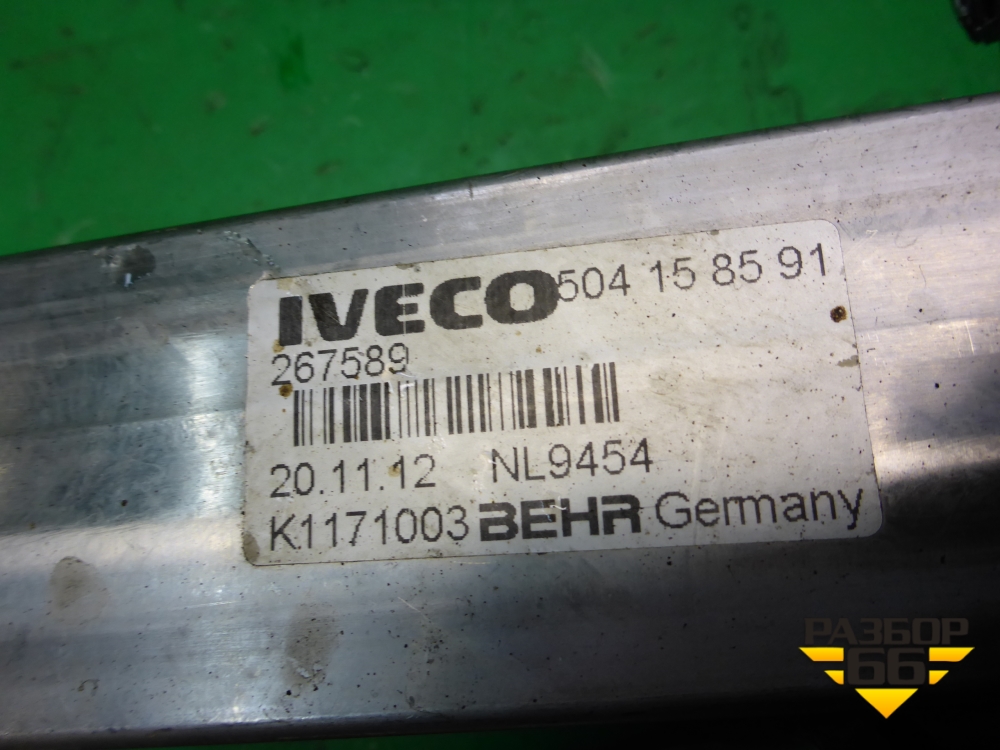 IVECO 504 15 85 91
267589
20.11.12 NL9454
K1171003 BEHR Germany
РАЗБОР
66